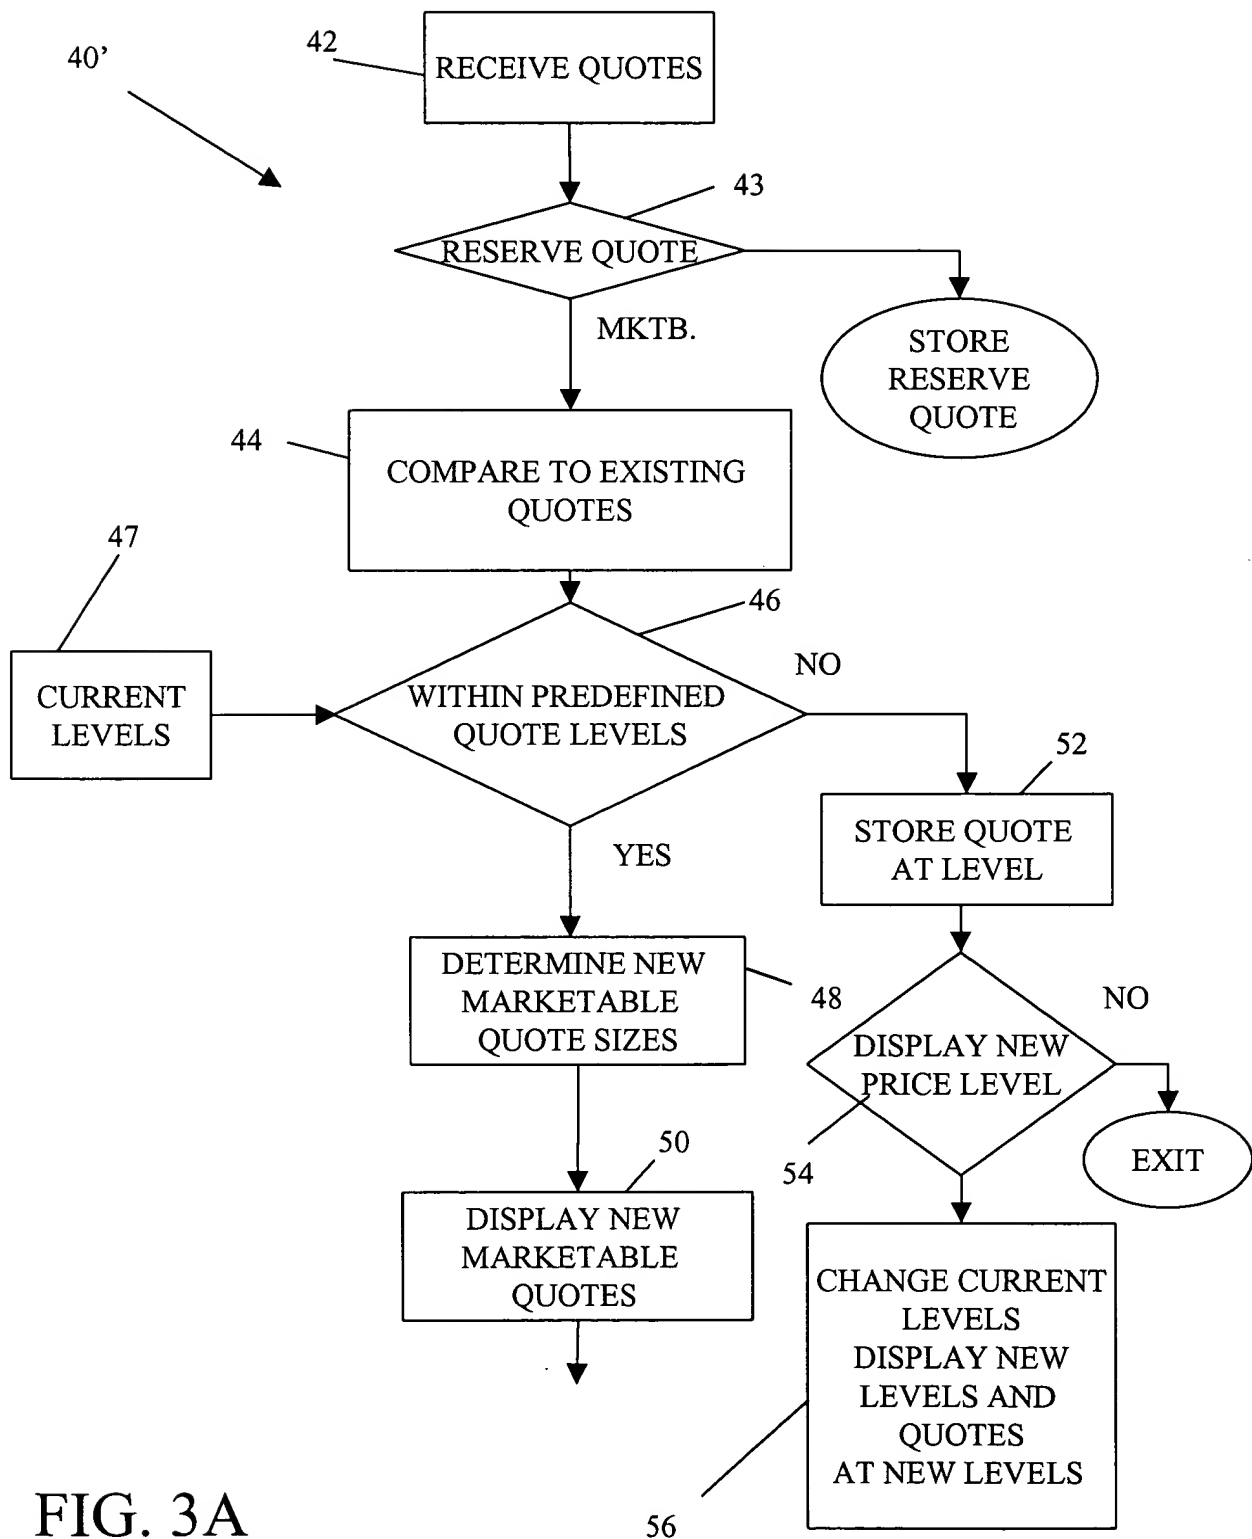 40’
42
RECEIVE QUOTES
43
RESERVE QUOTE
MKTB.
STORE
RESERVE
QUOTE
44
COMPARE TO EXISTING
QUOTES
47
46
NO
CURRENT
LEVELS
WITHIN PREDEFINED
QUOTE LEVELS
52
YES
STORE QUOTE
AT LEVEL
DETERMINE NEW
MARKETABLE
QUOTE SIZES
48
NO
DISPLAY NEW
PRICE LEVEL
50
54
EXIT
DISPLAY NEW
MARKETABLE
QUOTES
CHANGE CURRENT
LEVELS
DISPLAY NEW
LEVELS AND
QUOTES
AT NEW LEVELS
FIG. 3A
56